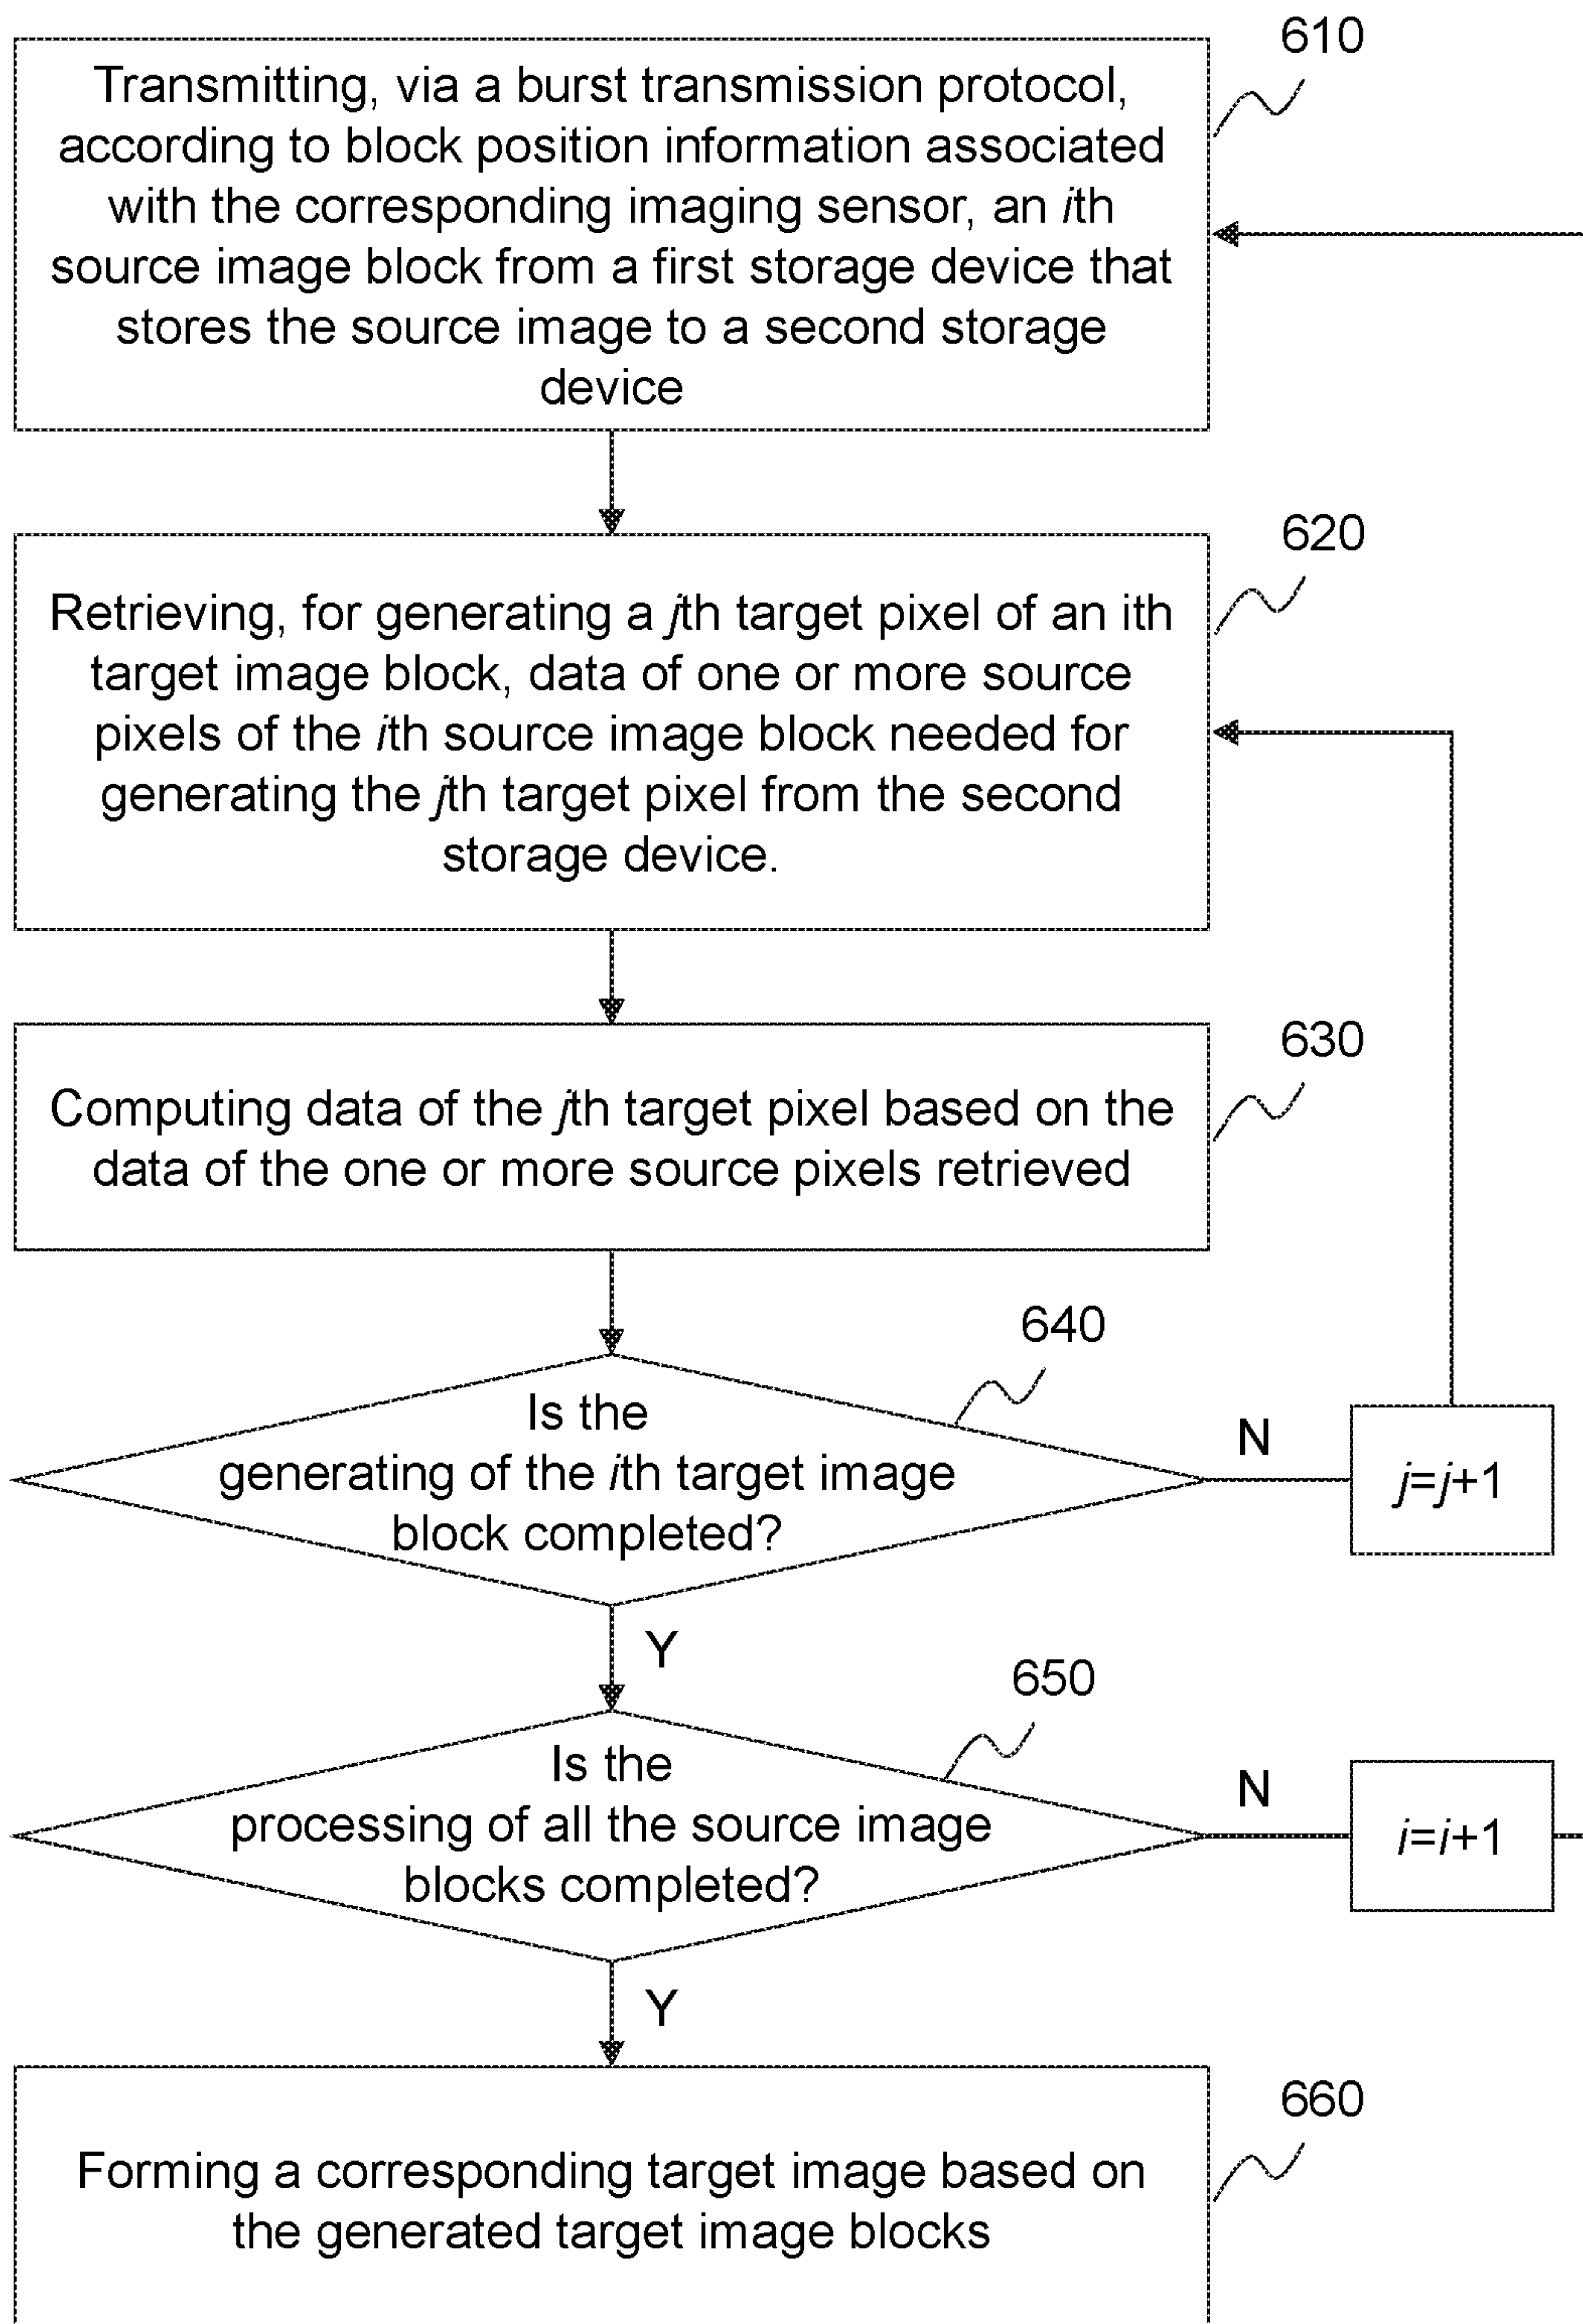 610
Transmitting, via a burst transmission protocol,
according to block position information associated
with the corresponding imaging sensor, an ith
source image block from a first storage device that
stores the source image to a second storage
device
620
Retrieving, for generating a jth target pixel of an ith
target image block, data of one or more source
pixels of the ith source image block needed for
generating the jth target pixel from the second
storage device.
630
Computing data of the jth target pixel based on the
data of the one or more source pixels retrieved
640
Is the
generating of the ith target image
block completed?
N
j=j+1
Y
650
Is the
processing of all the source image
blocks completed?
N
i=i+1
Y
660
Forming a corresponding target image based on
the generated target image blocks